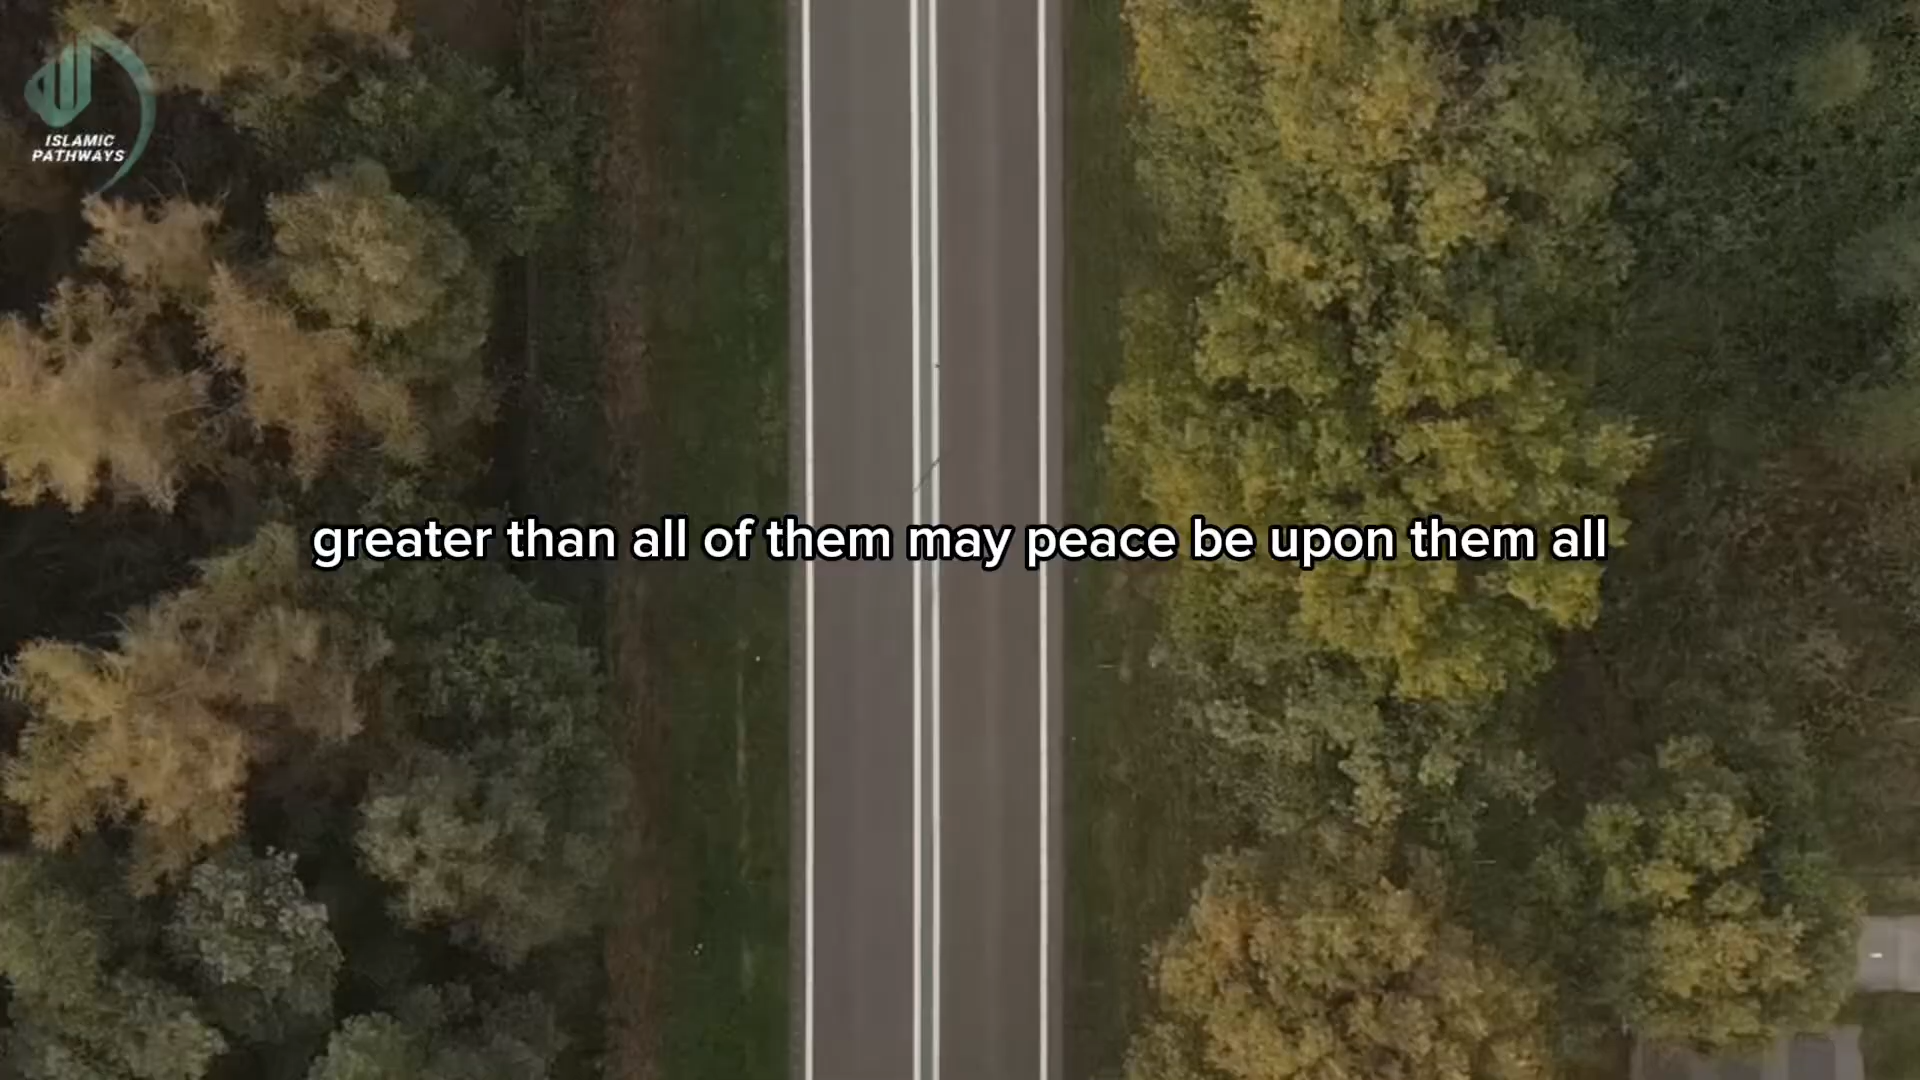 ISLAMIC
PATHWAYS
greater than all of them may peace be upon them all